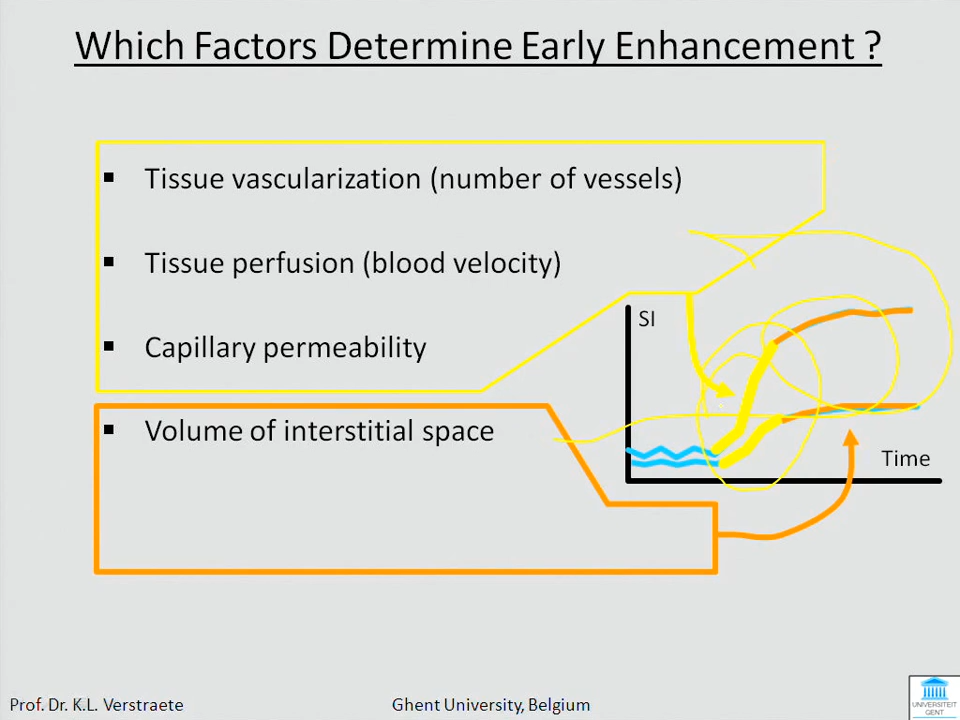 Which Factors Determine Early Enhancement ?
▪ Tissue vascularization (number of vessels)
▪ Tissue perfusion (blood velocity)
SI
▪ Capillary permeability
▪ Volume of interstitial space
Time
Prof. Dr. K.L. Verstraete
Ghent University, Belgium
UNIVERSITEIT
GENT